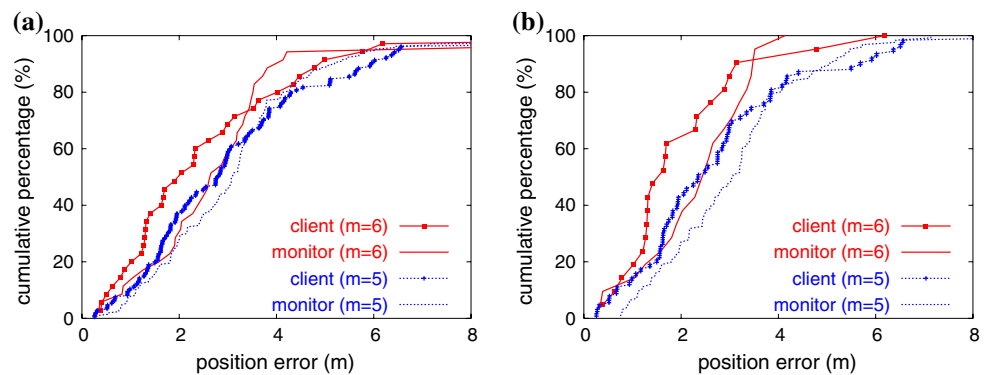 (a)
100
80
60
40
20
0
cumulative percentage (%)
client (m=6)
monitor (m=6)
client (m=5)
monitor (m=5)
0 2 4 6 8
position error (m)
(b)
100
80
60
40
20
0
cumulative percentage (%)
client (m=6)
monitor (m=6)
client (m=5)
monitor (m=5)
0 2 4 6 8
position error (m)